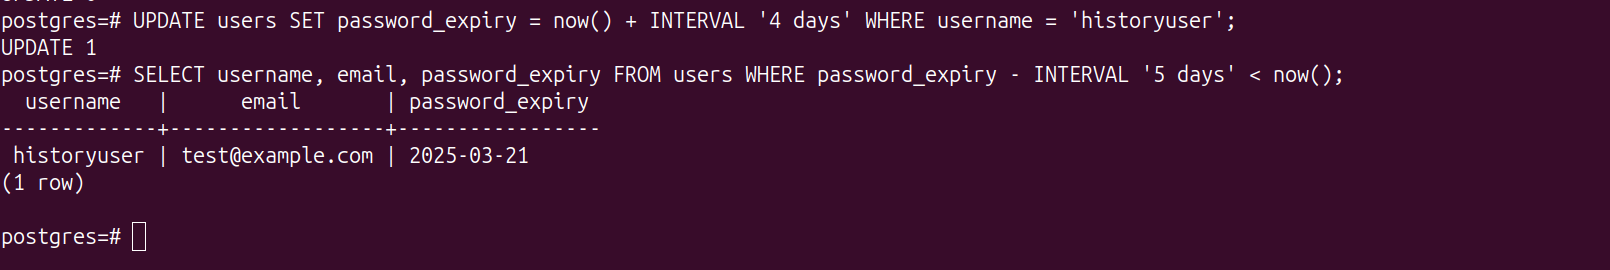 postgres=# UPDATE users SET password_expiry = now() + INTERVAL '4 days' WHERE username = 'historyuser';
UPDATE 1
postgres=# SELECT username, email, password_expiry FROM users WHERE password_expiry - INTERVAL '5 days' < now();
  username   |      email       | password_expiry
-------------+------------------+-----------------
 historyuser | test@example.com | 2025-03-21
(1 row)
postgres=#